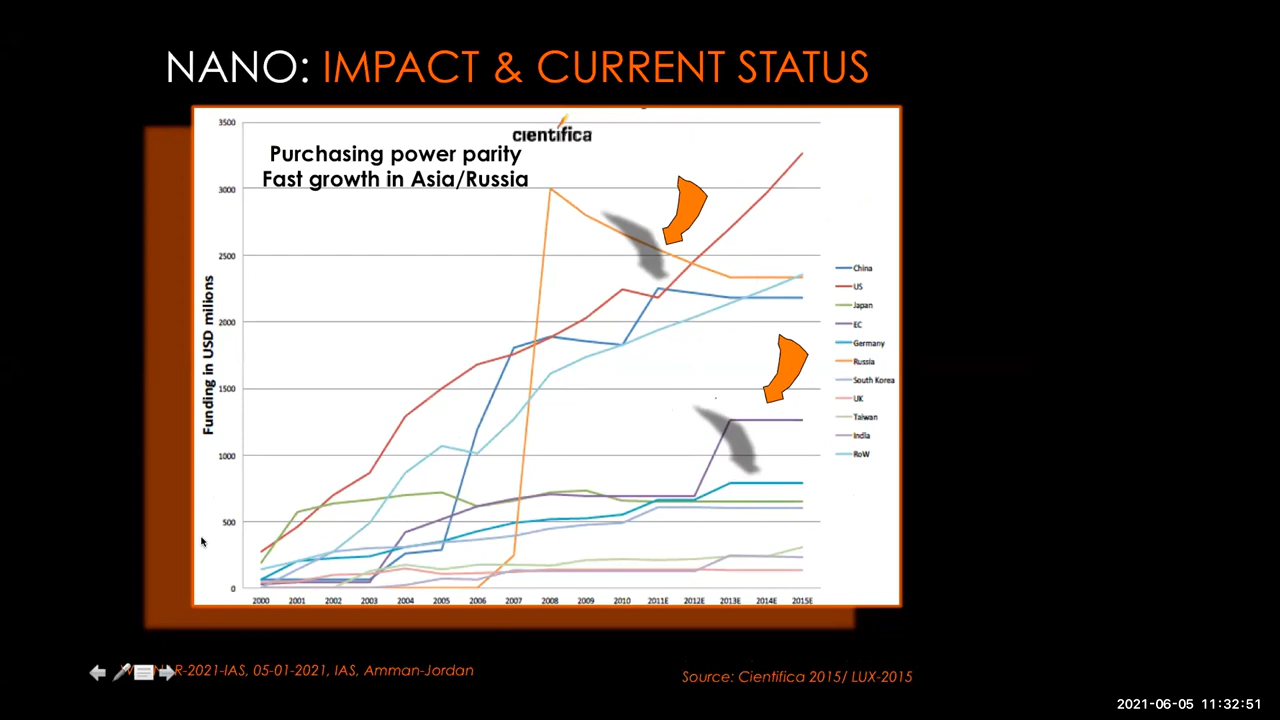 NANO: IMPACT & CURRENT STATUS
científica
Purchasing power parity
Fast growth in Asia/Russia
Funding in USD milions
3500
3000
2500
2000
1500
1000
500
0
2000 2001 2002 2003 2004 2005 2006 2007 2008 2009 2010 2011E 2012E 2013E 2014E 2015E
China
US
Japan
EC
Germany
Russia
South Korea
UK
Taiwan
India
RoW
R-2021-IAS, 05-01-2021, IAS, Amman-Jordan
Source: Cientifica 2015/ LUX-2015
2021-06-05 11:32:51